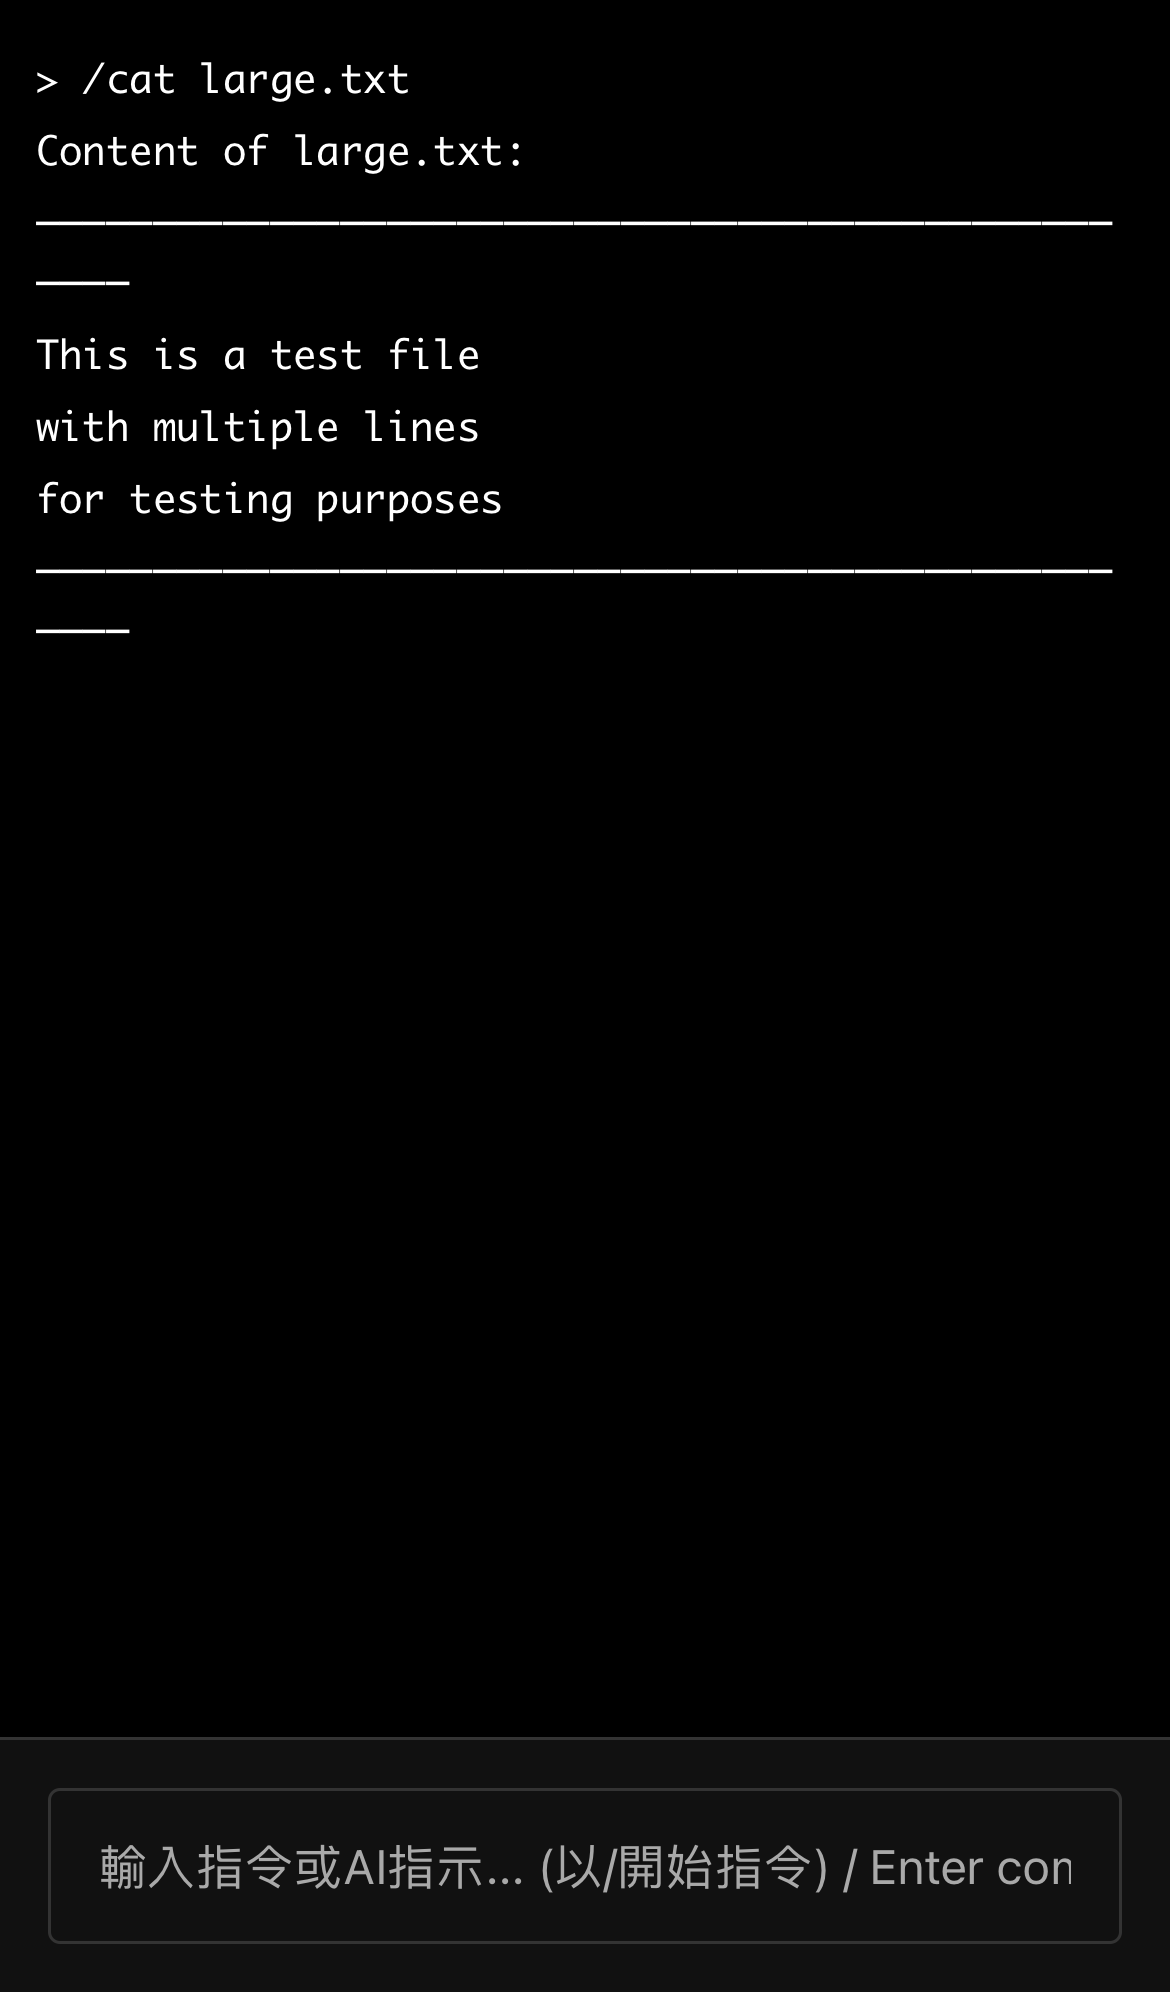 > /cat large.txt
Content of large.txt:
──────────────────────────────────────────────
────
This is a test file
with multiple lines
for testing purposes
──────────────────────────────────────────────
────
輸入指令或AI指示... (以/開始指令) / Enter con